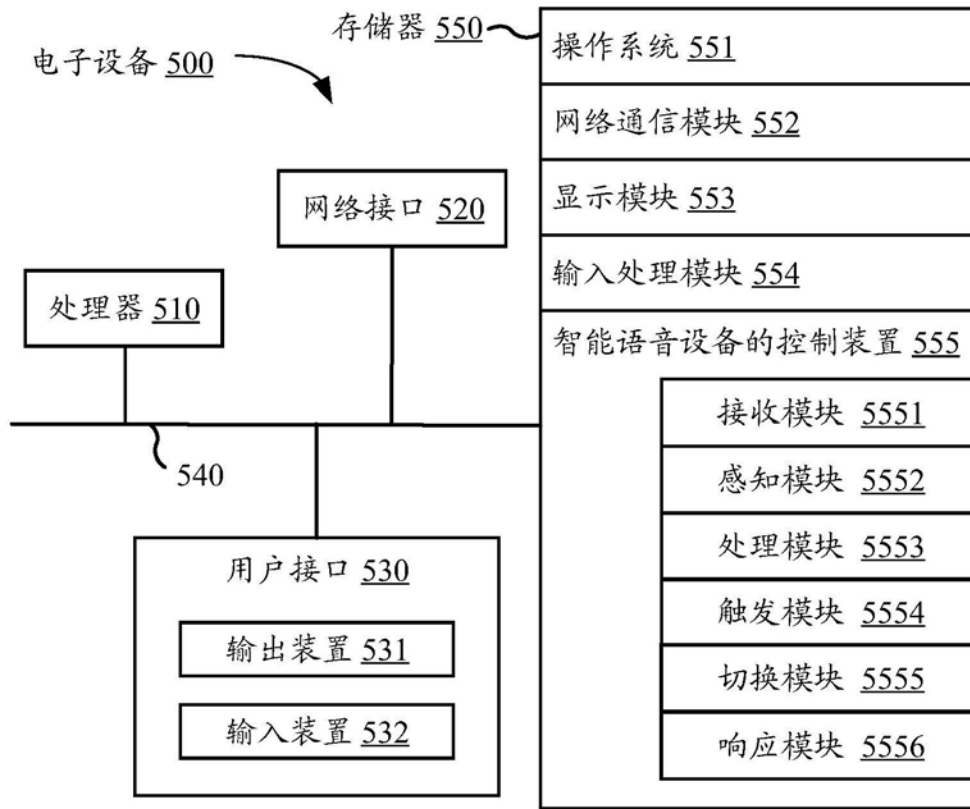 存储器 550
电子设备 500
操作系统 551
网络通信模块 552
显示模块 553
网络接口 520
输入处理模块 554
处理器 510
智能语音设备的控制装置 555
接收模块 5551
540
感知模块 5552
处理模块 5553
用户接口 530
触发模块 5554
输出装置 531
切换模块 5555
输入装置 532
响应模块 5556